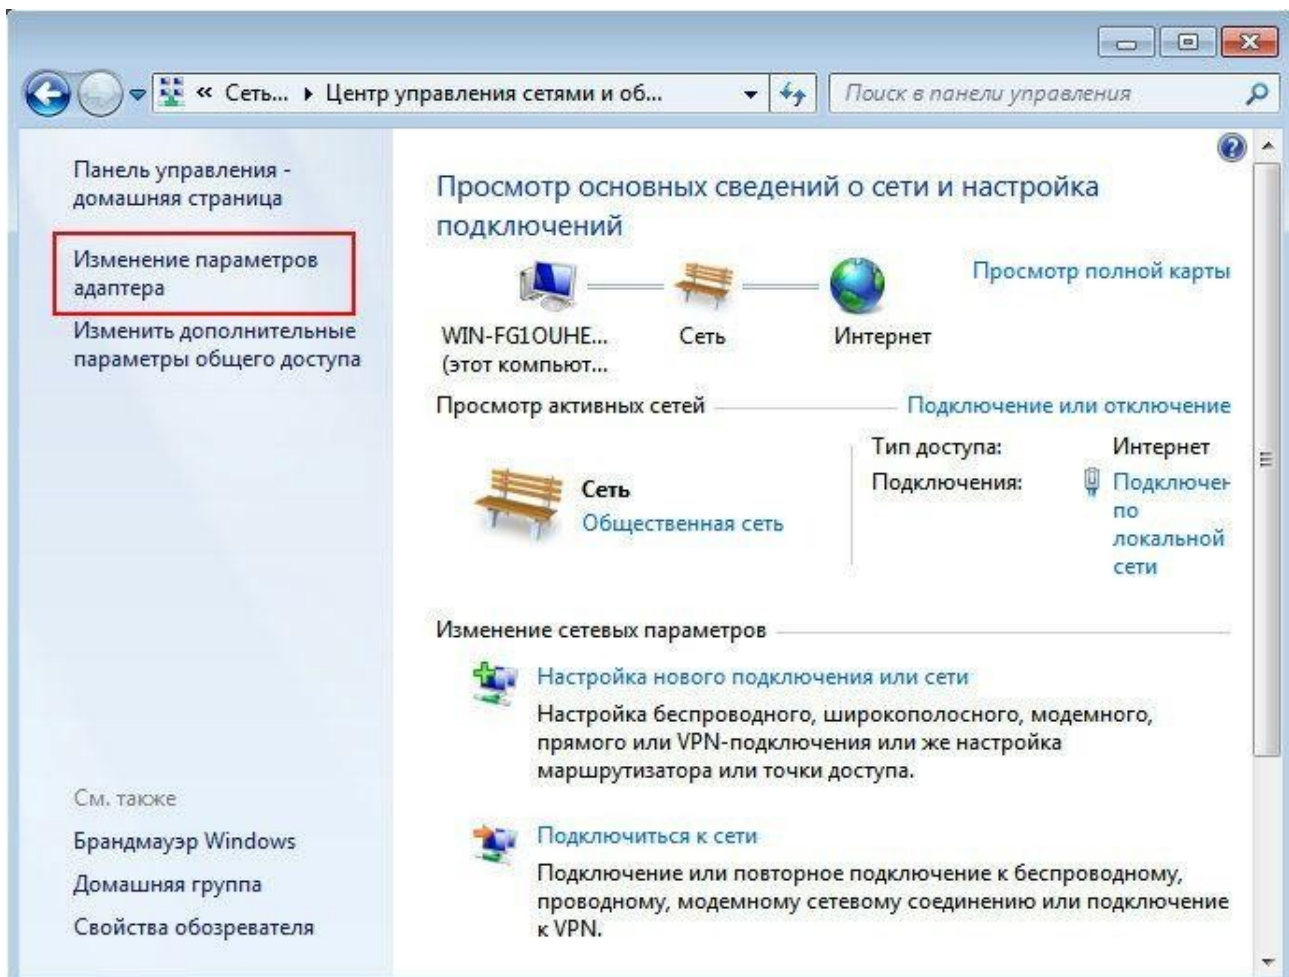 « Сеть... ▸ Центр управления сетями и об...
Поиск в панели управления
Панель управления -
домашняя страница
Изменение параметров
адаптера
Изменить дополнительные
параметры общего доступа
См. также
Брандмауэр Windows
Домашняя группа
Свойства обозревателя
Просмотр основных сведений о сети и настройка
подключений
Просмотр полной карты
WIN-FG1OUHE...
(этот компьют...
Сеть
Интернет
Просмотр активных сетей
Подключение или отключение
Сеть
Общественная сеть
Тип доступа:
Интернет
Подключения:
Подключен
по
локальной
сети
Изменение сетевых параметров
Настройка нового подключения или сети
Настройка беспроводного, широкополосного, модемного,
прямого или VPN-подключения или же настройка
маршрутизатора или точки доступа.
Подключиться к сети
Подключение или повторное подключение к беспроводному,
проводному, модемному сетевому соединению или подключение
к VPN.